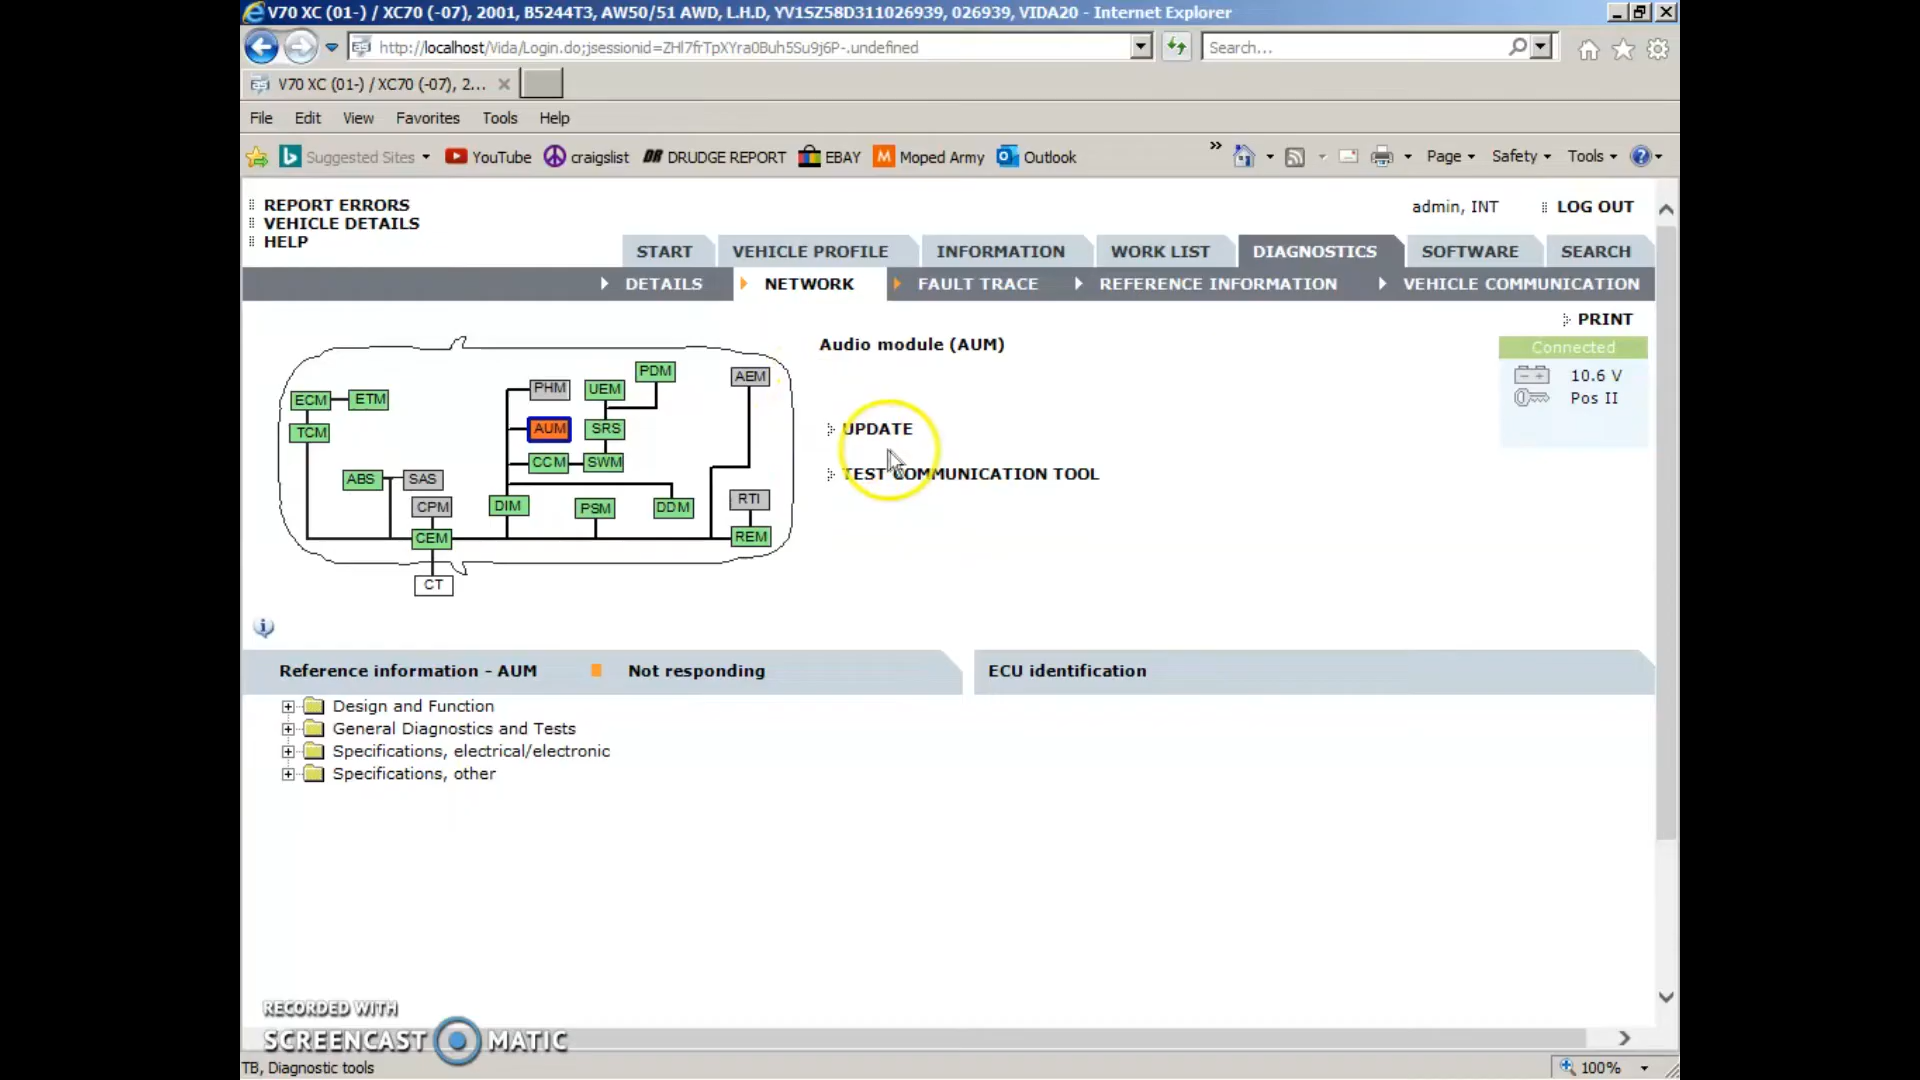 V70 XC (01-) / XC70 (-07), 2001, B5244T3, AW50/51 AWD, L.H.D, YV1SZ58D311026939, 026939, VIDA20 - Internet Explorer
http://localhost/Vida/Login.do;jsessionid=ZHl7frTpXYra0Buh5Su9j6P-.undefined
Search...
V70 XC (01-) / XC70 (-07), 2...
File Edit View Favorites Tools Help
Suggested Sites YouTube craigslist DR DRUDGE REPORT EBAY M Moped Army Outlook » Page Safety Tools
REPORT ERRORS
VEHICLE DETAILS
HELP
admin, INT LOG OUT
START VEHICLE PROFILE INFORMATION WORK LIST DIAGNOSTICS SOFTWARE SEARCH
DETAILS NETWORK FAULT TRACE REFERENCE INFORMATION VEHICLE COMMUNICATION
PRINT
Audio module (AUM)
Connected
10.6 V
Pos II
UPDATE
TEST COMMUNICATION TOOL
PDM
AEM
PHM UEM
ECM ETM
AUM SRS
TCM
CCM SWM
ABS SAS
RTI
CPM DIM PSM DDM
CEM REM
CT
Reference information - AUM Not responding
ECU identification
Design and Function
General Diagnostics and Tests
Specifications, electrical/electronic
Specifications, other
RECORDED WITH
SCREENCAST MATIC
TB, Diagnostic tools
100%